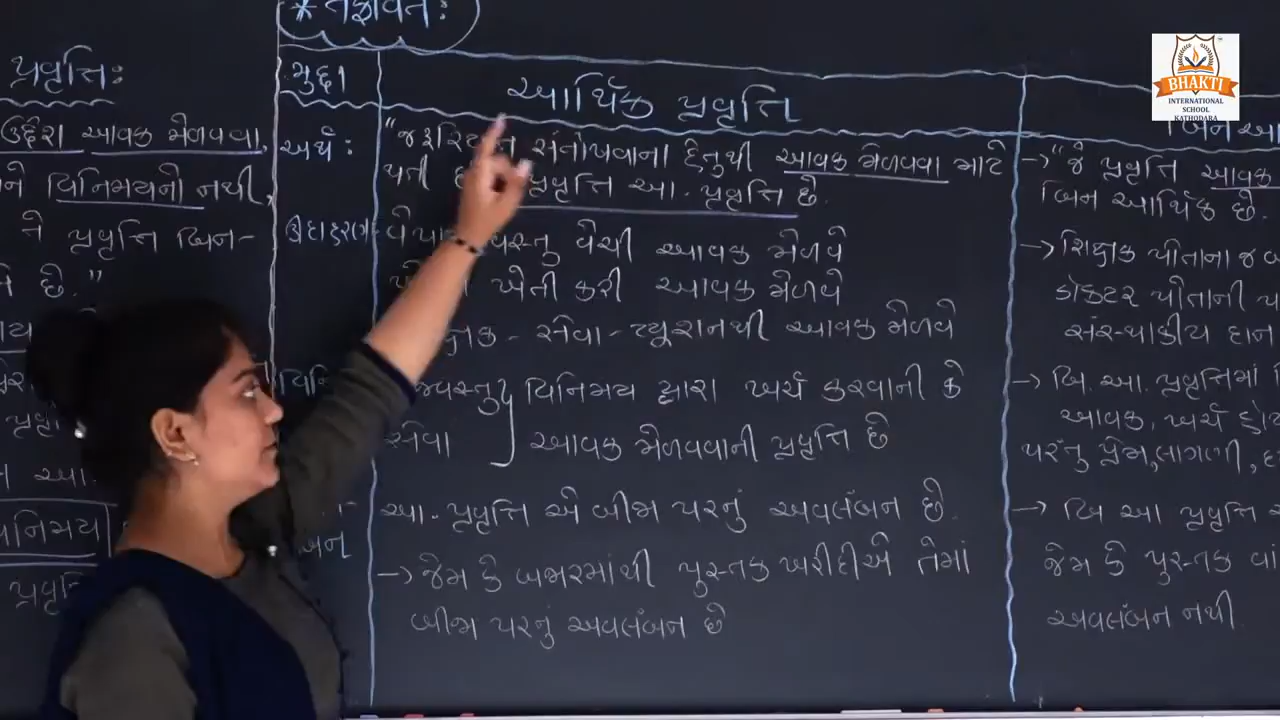 * તફાવત:
પ્રવૃત્તિઃ
ઉદ્દેશ આવક મેળવવા
ને વિનિમયનો નથી,
તે પ્રવૃત્તિ બિન-
છે."
વિનિમય
મુદ્દા
આર્થિક પ્રવૃત્તિ
અર્થ:
"જરૂરિયાત સંતોષવાના હેતુથી આવક મેળવવા માટે
થતી પ્રવૃત્તિ આ. પ્રવૃત્તિ છે.
ઉદાહરણ
વસ્તુ વેચી આવક મેળવે
ખેતી કરી આવક મેળવે
- સેવા - ટ્યૂશનથી આવક મેળવે
વસ્તુ } વિનિમય દ્વારા ખર્ચ કરવાની કે
સેવા } આવક મેળવવાની પ્રવૃત્તિ છે
આ. પ્રવૃત્તિ એ બીજા પરનું અવલંબન છે.
→ જેમ કે બજારમાંથી પુસ્તક ખરીદીએ તેમાં
બીજા પરનું અવલંબન છે
બિન આ
→ "જે પ્રવૃત્તિ આવક
બિન આર્થિક છે.
→ શિક્ષક પોતાના જ
ડૉક્ટર પોતાની
સંસ્થાકીય દાન
→ બિ. આ. પ્રવૃત્તિમાં
આવક, ખર્ચ
પરંતુ પ્રેમ, લાગણી,
→ બિ આ પ્રવૃત્તિ
જેમ કે પુસ્તક
અવલંબન નથી
BHAKTI
INTERNATIONAL
SCHOOL
KATHODARA